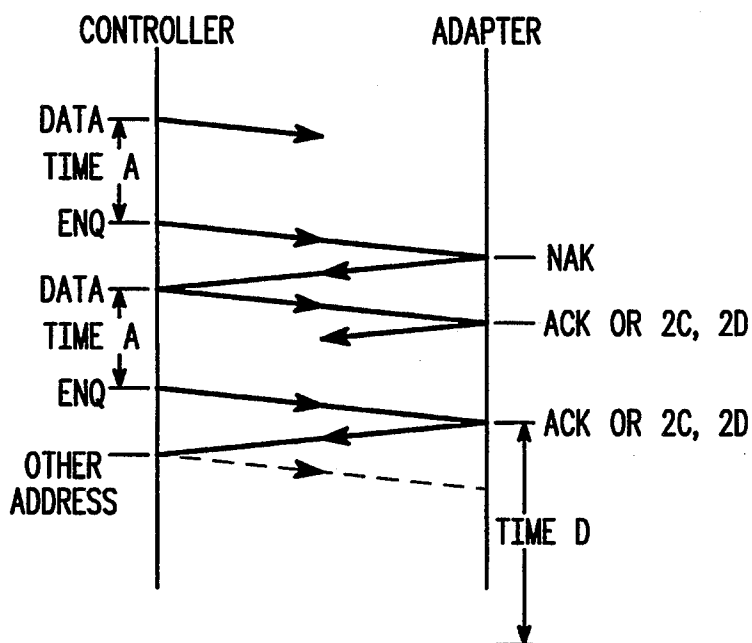 CONTROLLER
ADAPTER
DATA
TIME A
ENQ
NAK
DATA
ACK OR 2C, 2D
TIME A
ENQ
ACK OR 2C, 2D
OTHER
ADDRESS
TIME D